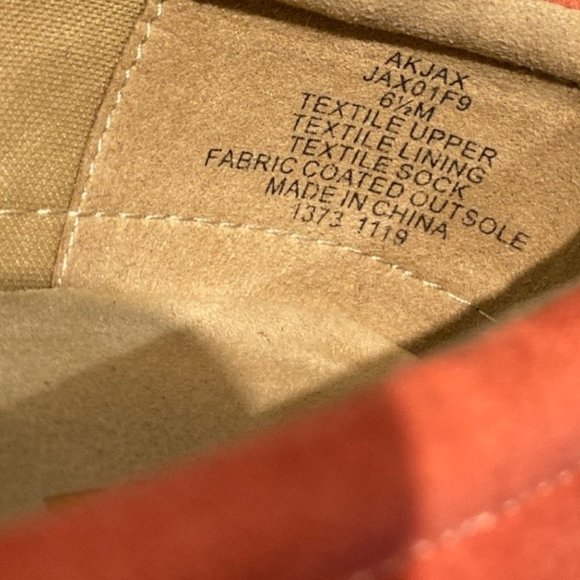 AKJAX
JAX01F9
6½M
TEXTILE UPPER
TEXTILE LINING
TEXTILE SOCK
FABRIC COATED OUTSOLE
MADE IN CHINA
1373 1119